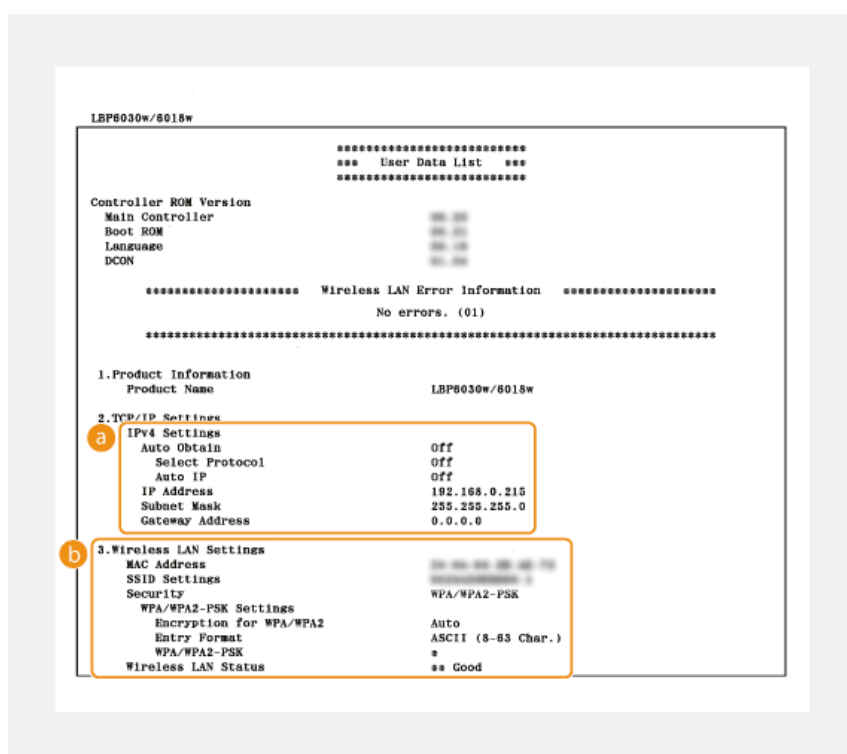 LBP6030w/6018w
**************************
*** User Data List ***
**************************
Controller ROM Version
Main Controller
Boot ROM
Language
DCON
********************* Wireless LAN Error Information *********************
No errors. (01)
******************************************************************************
1.Product Information
Product Name LBP6030w/6018w
2.TCP/IP Settings
a
IPv4 Settings
Auto Obtain Off
Select Protocol Off
Auto IP Off
IP Address 192.168.0.215
Subnet Mask 255.255.255.0
Gateway Address 0.0.0.0
b
3.Wireless LAN Settings
MAC Address
SSID Settings
Security WPA/WPA2-PSK
WPA/WPA2-PSK Settings
Encryption for WPA/WPA2 Auto
Entry Format ASCII (8-63 Char.)
WPA/WPA2-PSK *
Wireless LAN Status ** Good